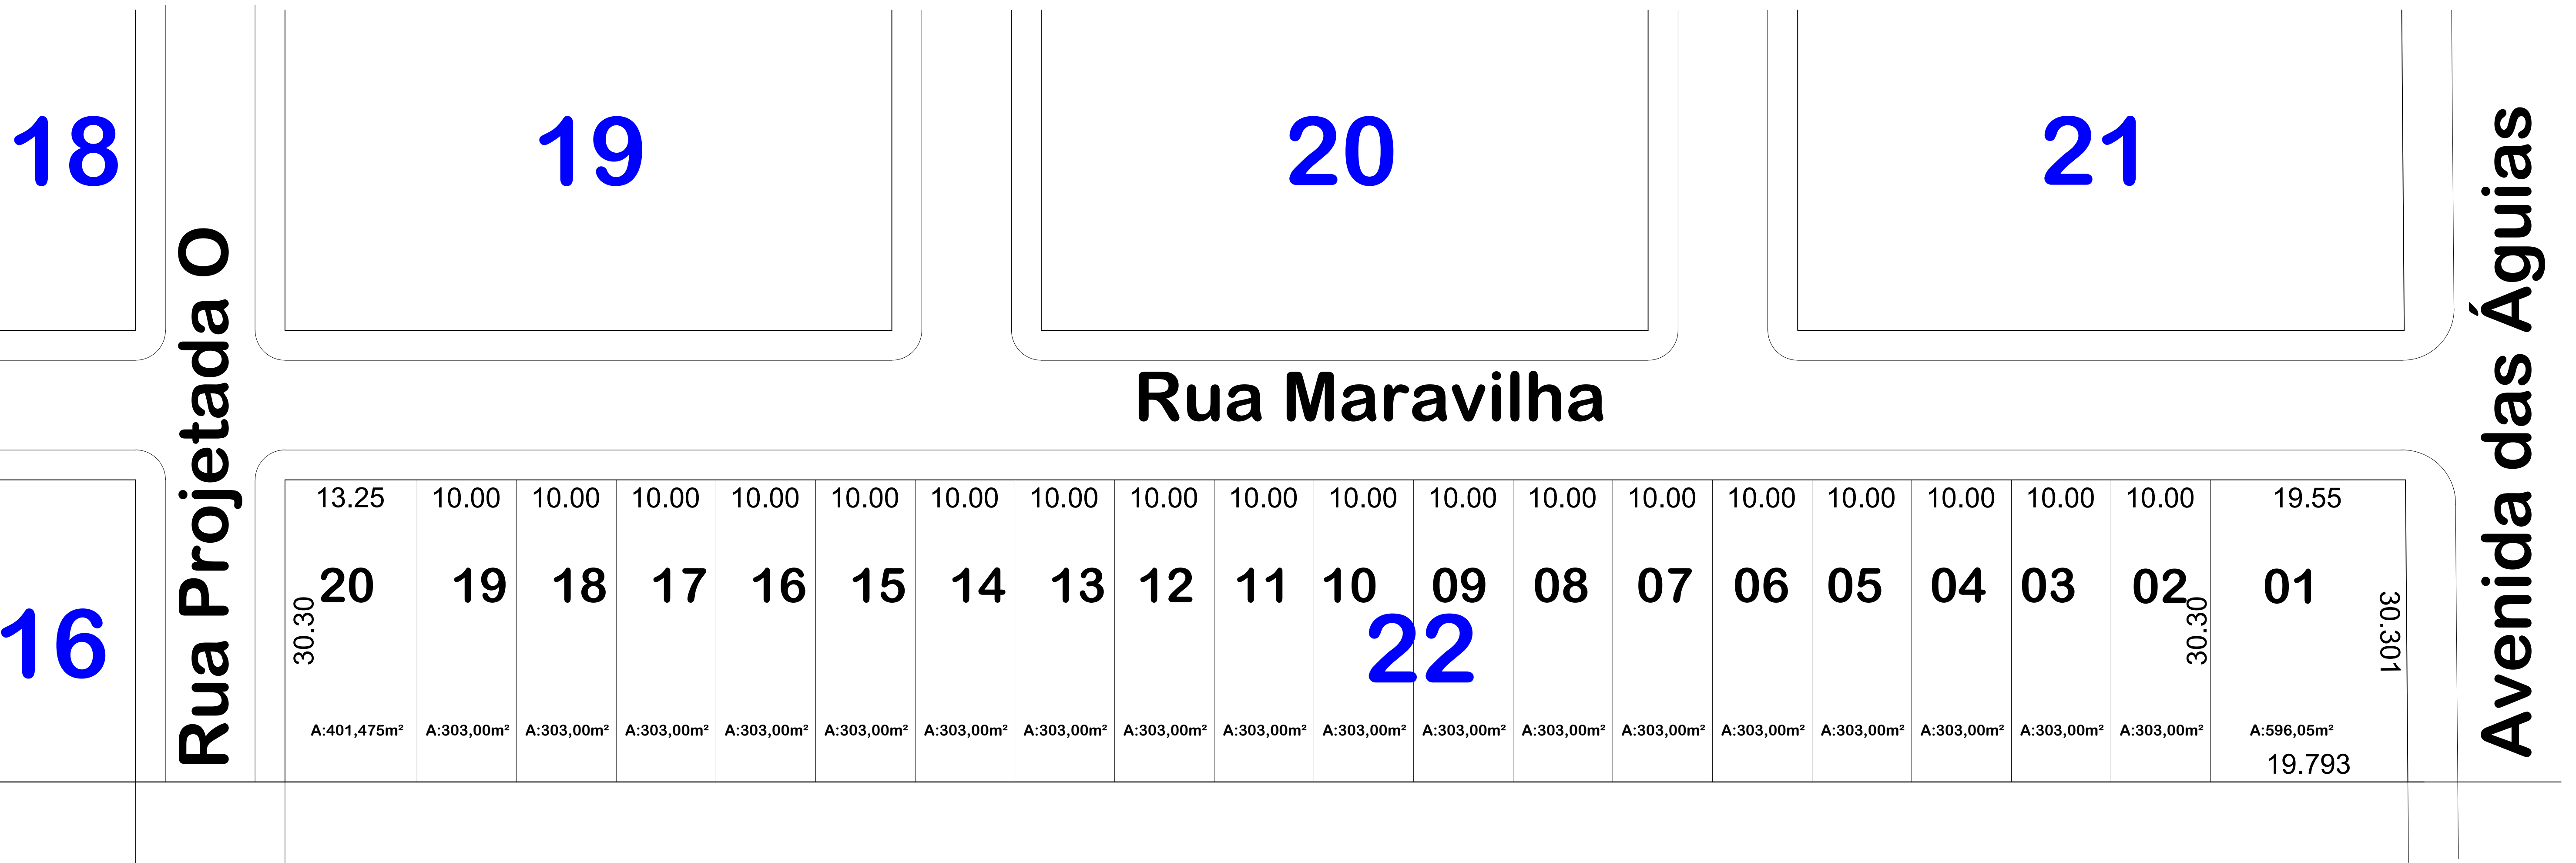 18
19
20
21
Rua Projetada O
Avenida das Águias
Rua Maravilha
13.25 10.00 10.00 10.00 10.00 10.00 10.00 10.00 10.00 10.00 10.00 10.00 10.00 10.00 10.00 10.00 10.00 10.00 10.00 19.55
20 19 18 17 16 15 14 13 12 11 10 09 08 07 06 05 04 03 02 01
30.30
30.30
30.301
16
22
A:401,475m² A:303,00m² A:303,00m² A:303,00m² A:303,00m² A:303,00m² A:303,00m² A:303,00m² A:303,00m² A:303,00m² A:303,00m² A:303,00m² A:303,00m² A:303,00m² A:303,00m² A:303,00m² A:303,00m² A:303,00m² A:303,00m² A:596,05m²
19.793